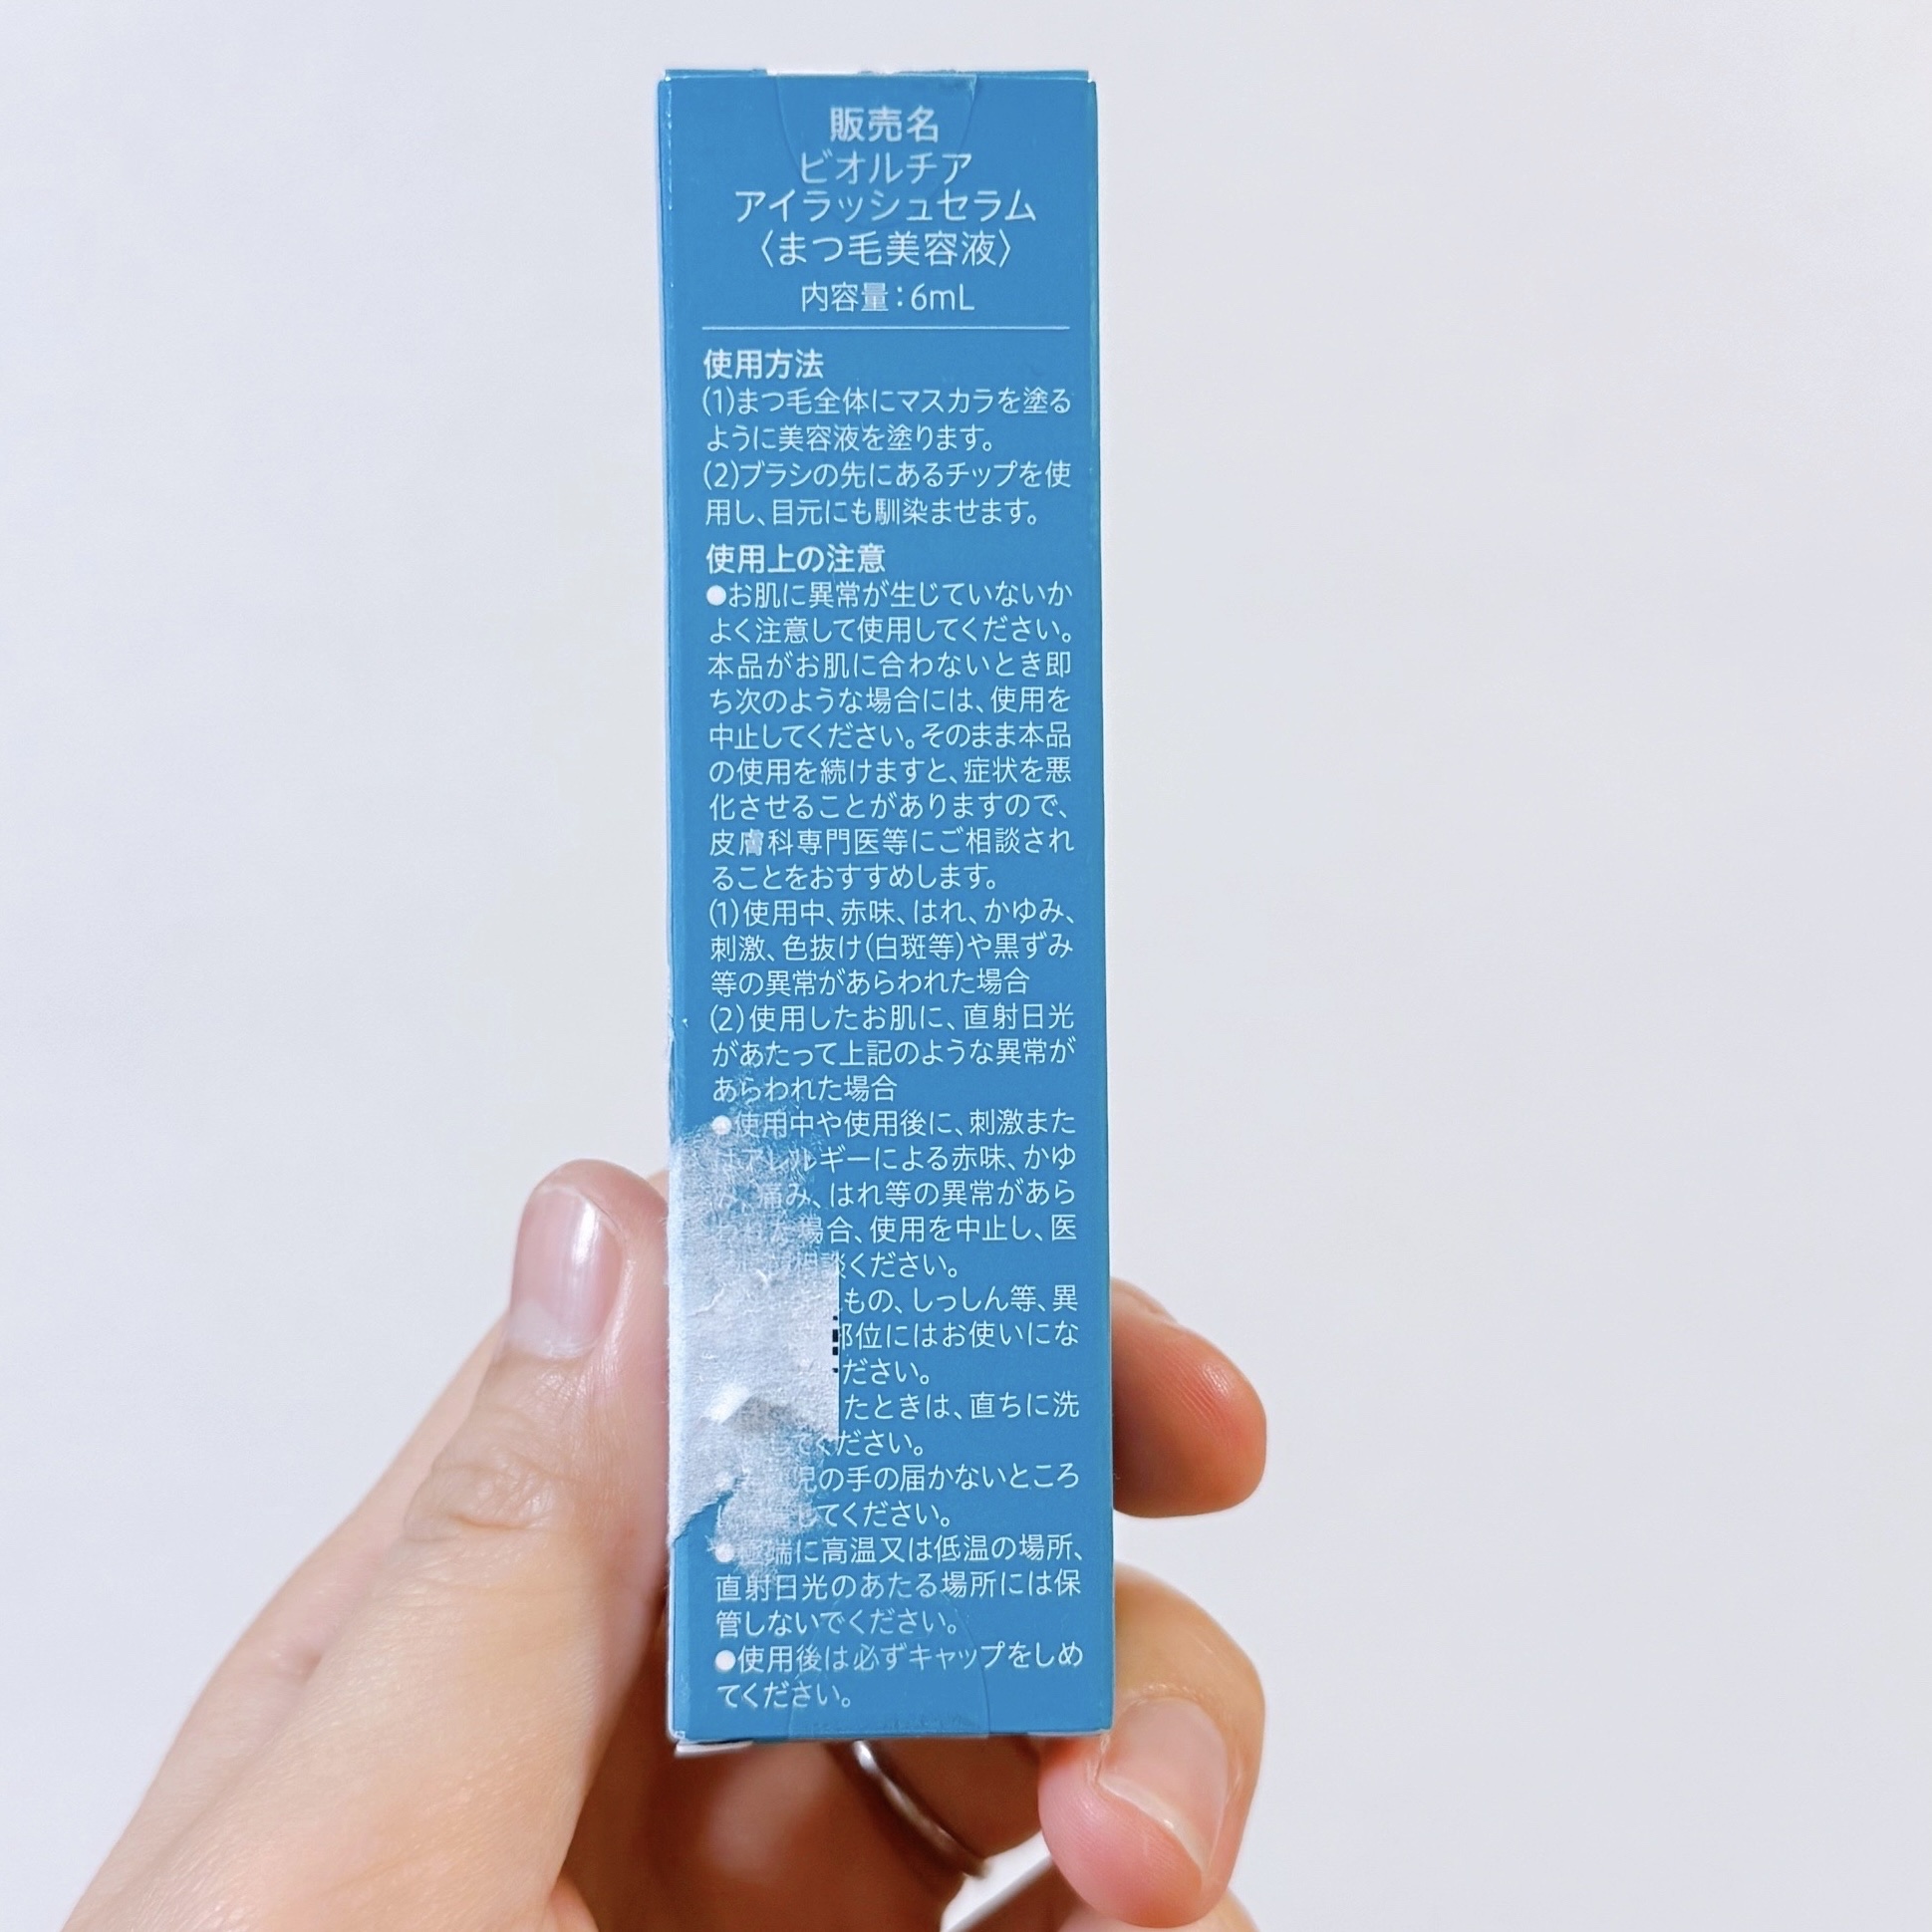 販売名
ビオルチア
アイラッシュセラム
〈まつ毛美容液〉
内容量：6mL
使用方法
(1)まつ毛全体にマスカラを塗る
ように美容液を塗ります。
(2)ブラシの先にあるチップを使
用し、目元にも馴染ませます。
使用上の注意
●お肌に異常が生じていないか
よく注意して使用してください。
本品がお肌に合わないとき即
ち次のような場合には、使用を
中止してください。そのまま本品
の使用を続けますと、症状を悪
化させることがありますので、
皮膚科専門医等にご相談され
ることをおすすめします。
(1)使用中、赤味、はれ、かゆみ、
刺激、色抜け(白斑等)や黒ずみ
等の異常があらわれた場合
(2)使用したお肌に、直射日光
があたって上記のような異常が
あらわれた場合
●使用中や使用後に、刺激また
はアレルギーによる赤味、かゆ
み、痛み、はれ等の異常があら
場合、使用を中止し、医
ください。
もの、しっしん等、異
部位にはお使いにな
ださい。
たときは、直ちに洗
してください。
児の手の届かないところ
してください。
●極端に高温又は低温の場所、
直射日光のあたる場所には保
管しないでください。
●使用後は必ずキャップをしめ
てください。